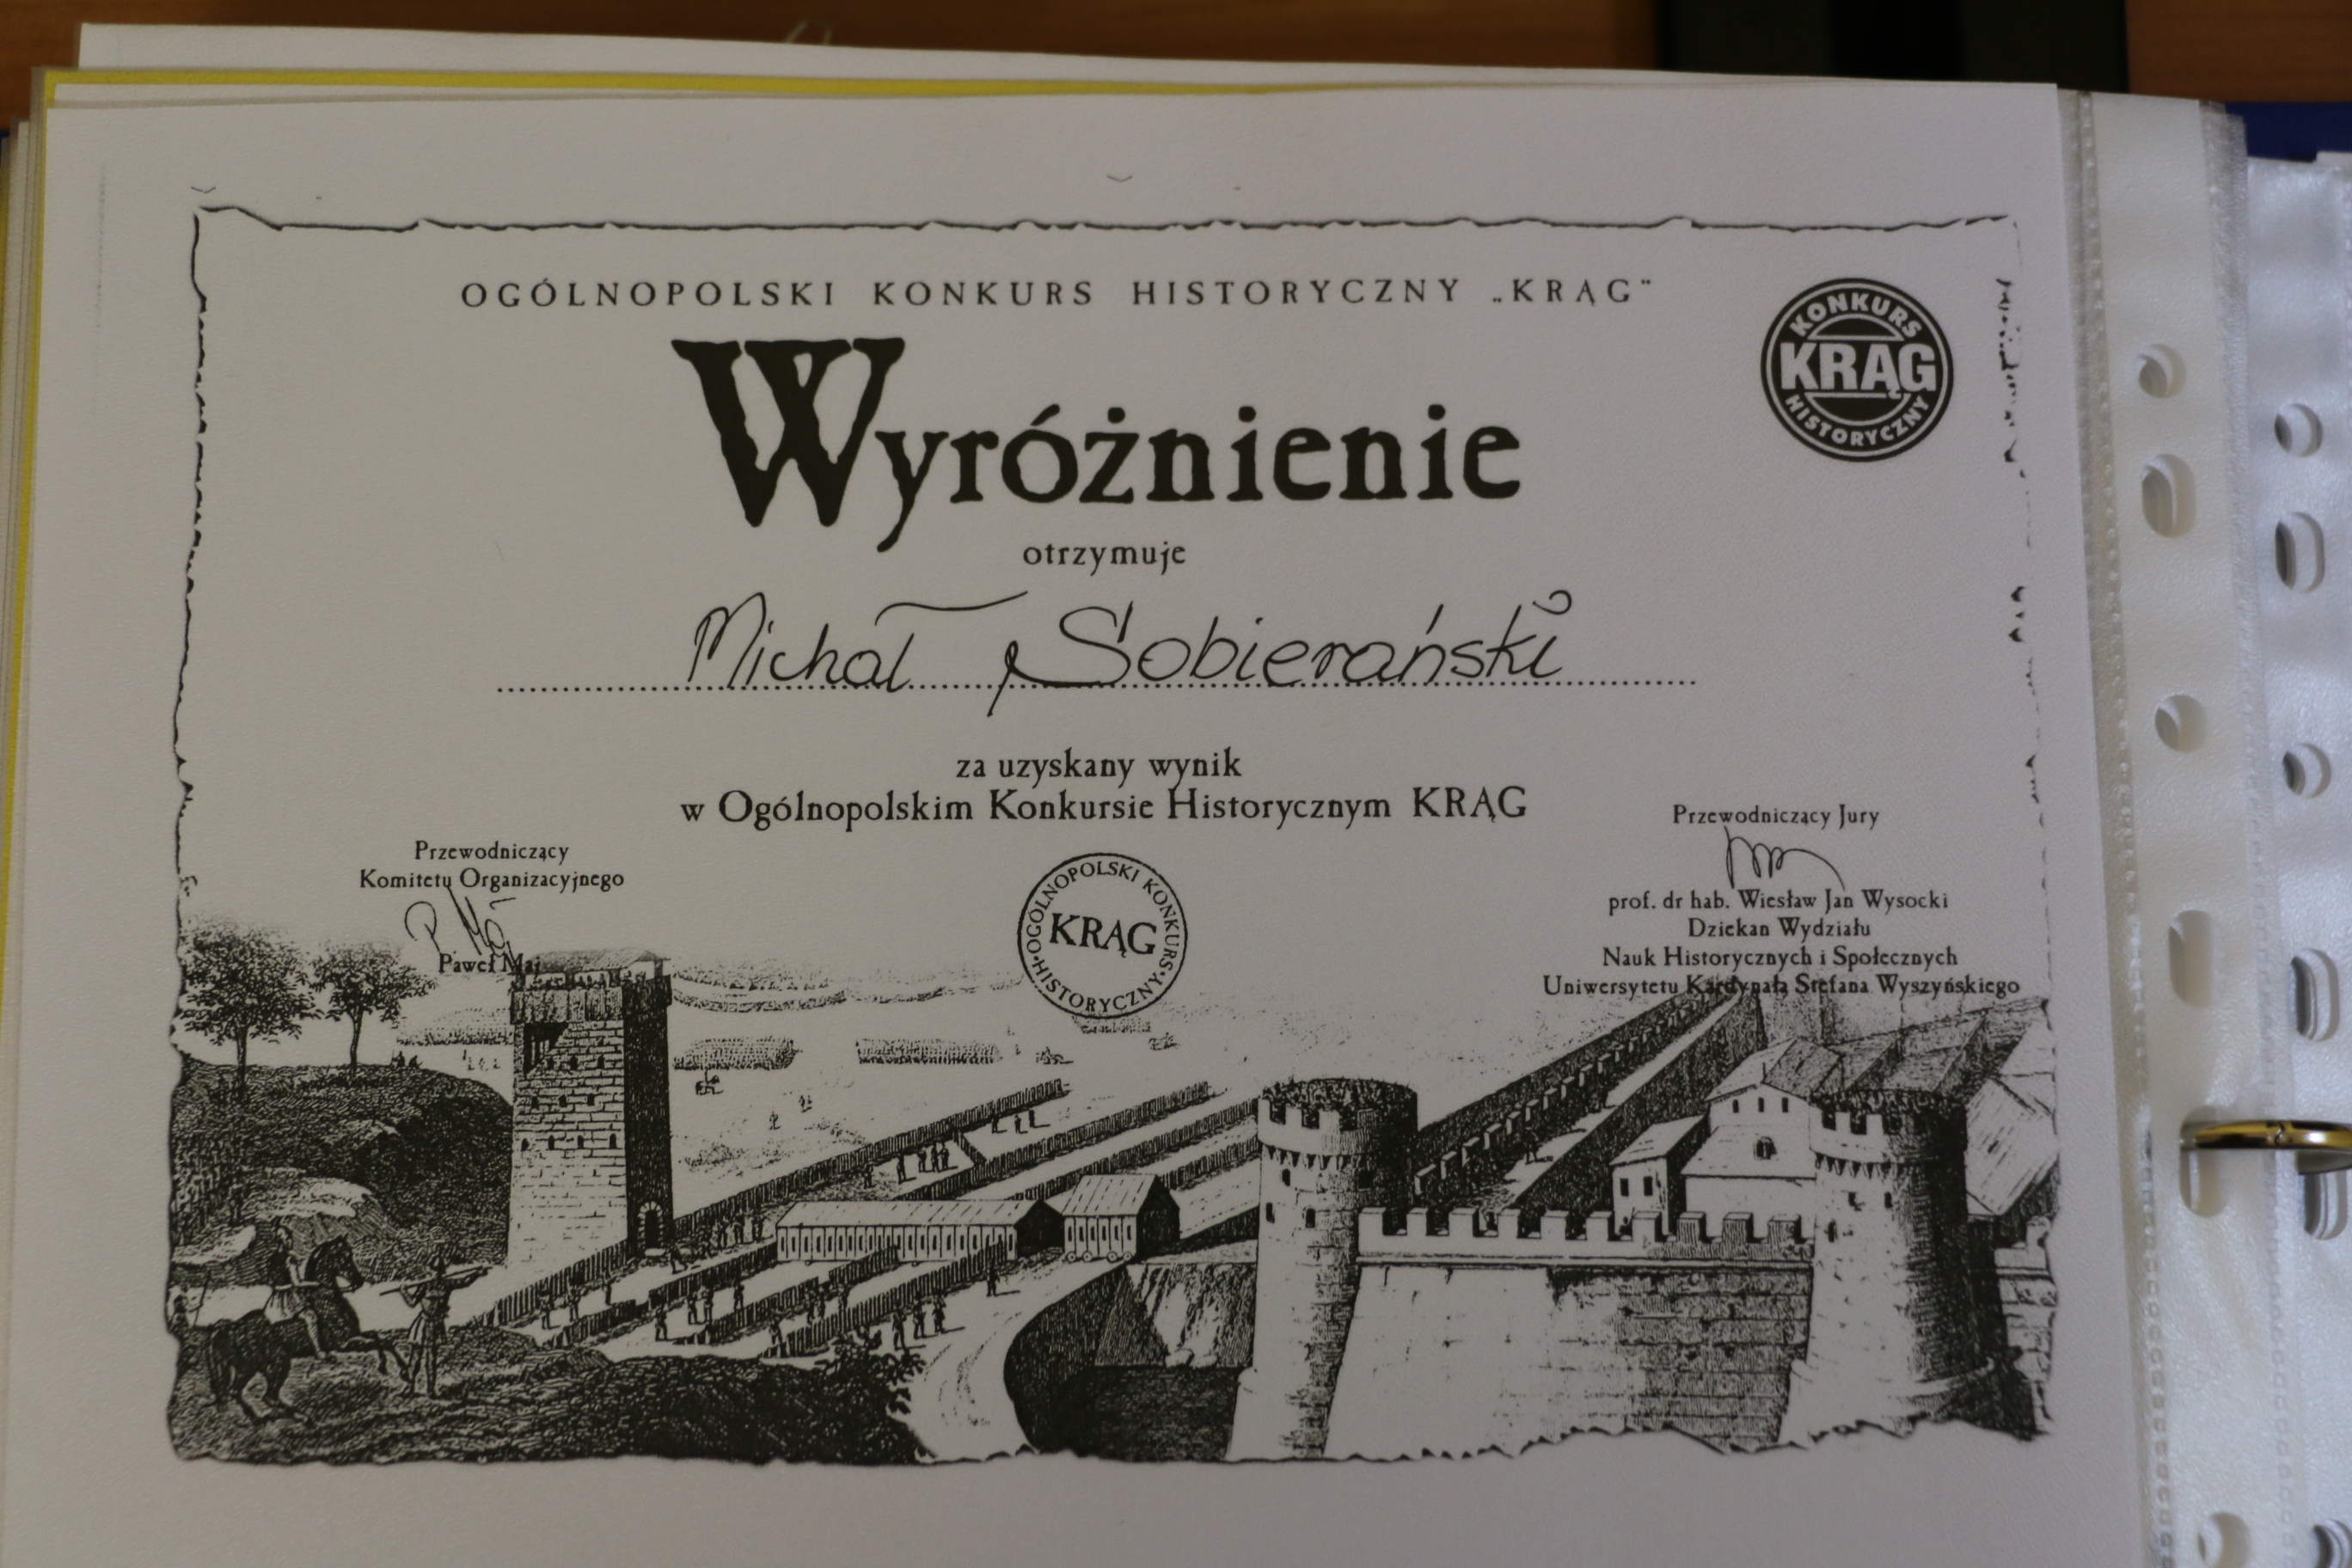 OGÓLNOPOLSKI KONKURS HISTORYCZNY „KRĄG”
KONKURS
KRĄG
HISTORYCZNY
Wyróżnienie
otrzymuje
Michał Sobierański
za uzyskany wynik
w Ogólnopolskim Konkursie Historycznym KRĄG
Przewodniczący
Komitetu Organizacyjnego
Paweł Maj
OGÓLNOPOLSKI KONKURS
KRĄG
HISTORYCZNY
Przewodniczący Jury
prof. dr hab. Wiesław Jan Wysocki
Dziekan Wydziału
Nauk Historycznych i Społecznych
Uniwersytetu Kardynała Stefana Wyszyńskiego